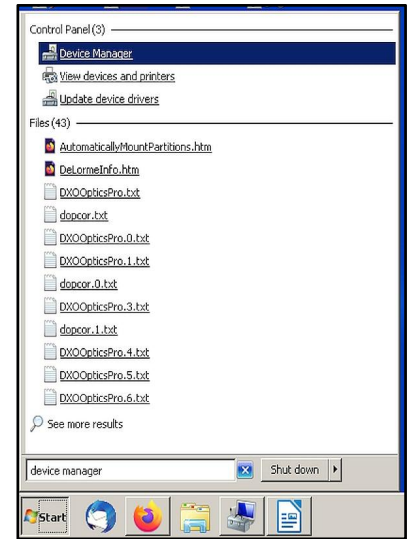 Control Panel (3)
Device Manager
View devices and printers
Update device drivers
Files (43)
AutomaticallyMountPartitions.htm
DeLormeInfo.htm
DXOOpticsPro.txt
dopcor.txt
DXOOpticsPro.0.txt
DXOOpticsPro.1.txt
dopcor.0.txt
DXOOpticsPro.3.txt
dopcor.1.txt
DXOOpticsPro.4.txt
DXOOpticsPro.5.txt
DXOOpticsPro.6.txt
See more results
device manager
Shut down
Start